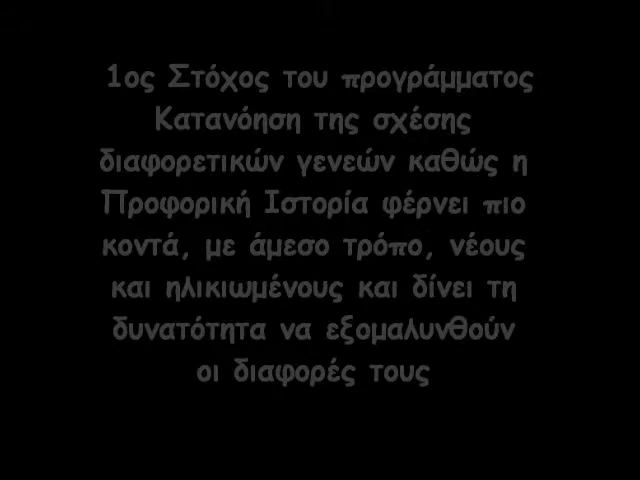 1ος Στόχος του προγράμματος
Κατανόηση της σχέσης
διαφορετικών γενεών καθώς η
Προφορική Ιστορία φέρνει πιο
κοντά, με άμεσο τρόπο, νέους
και ηλικιωμένους και δίνει τη
δυνατότητα να εξομαλυνθούν
οι διαφορές τους